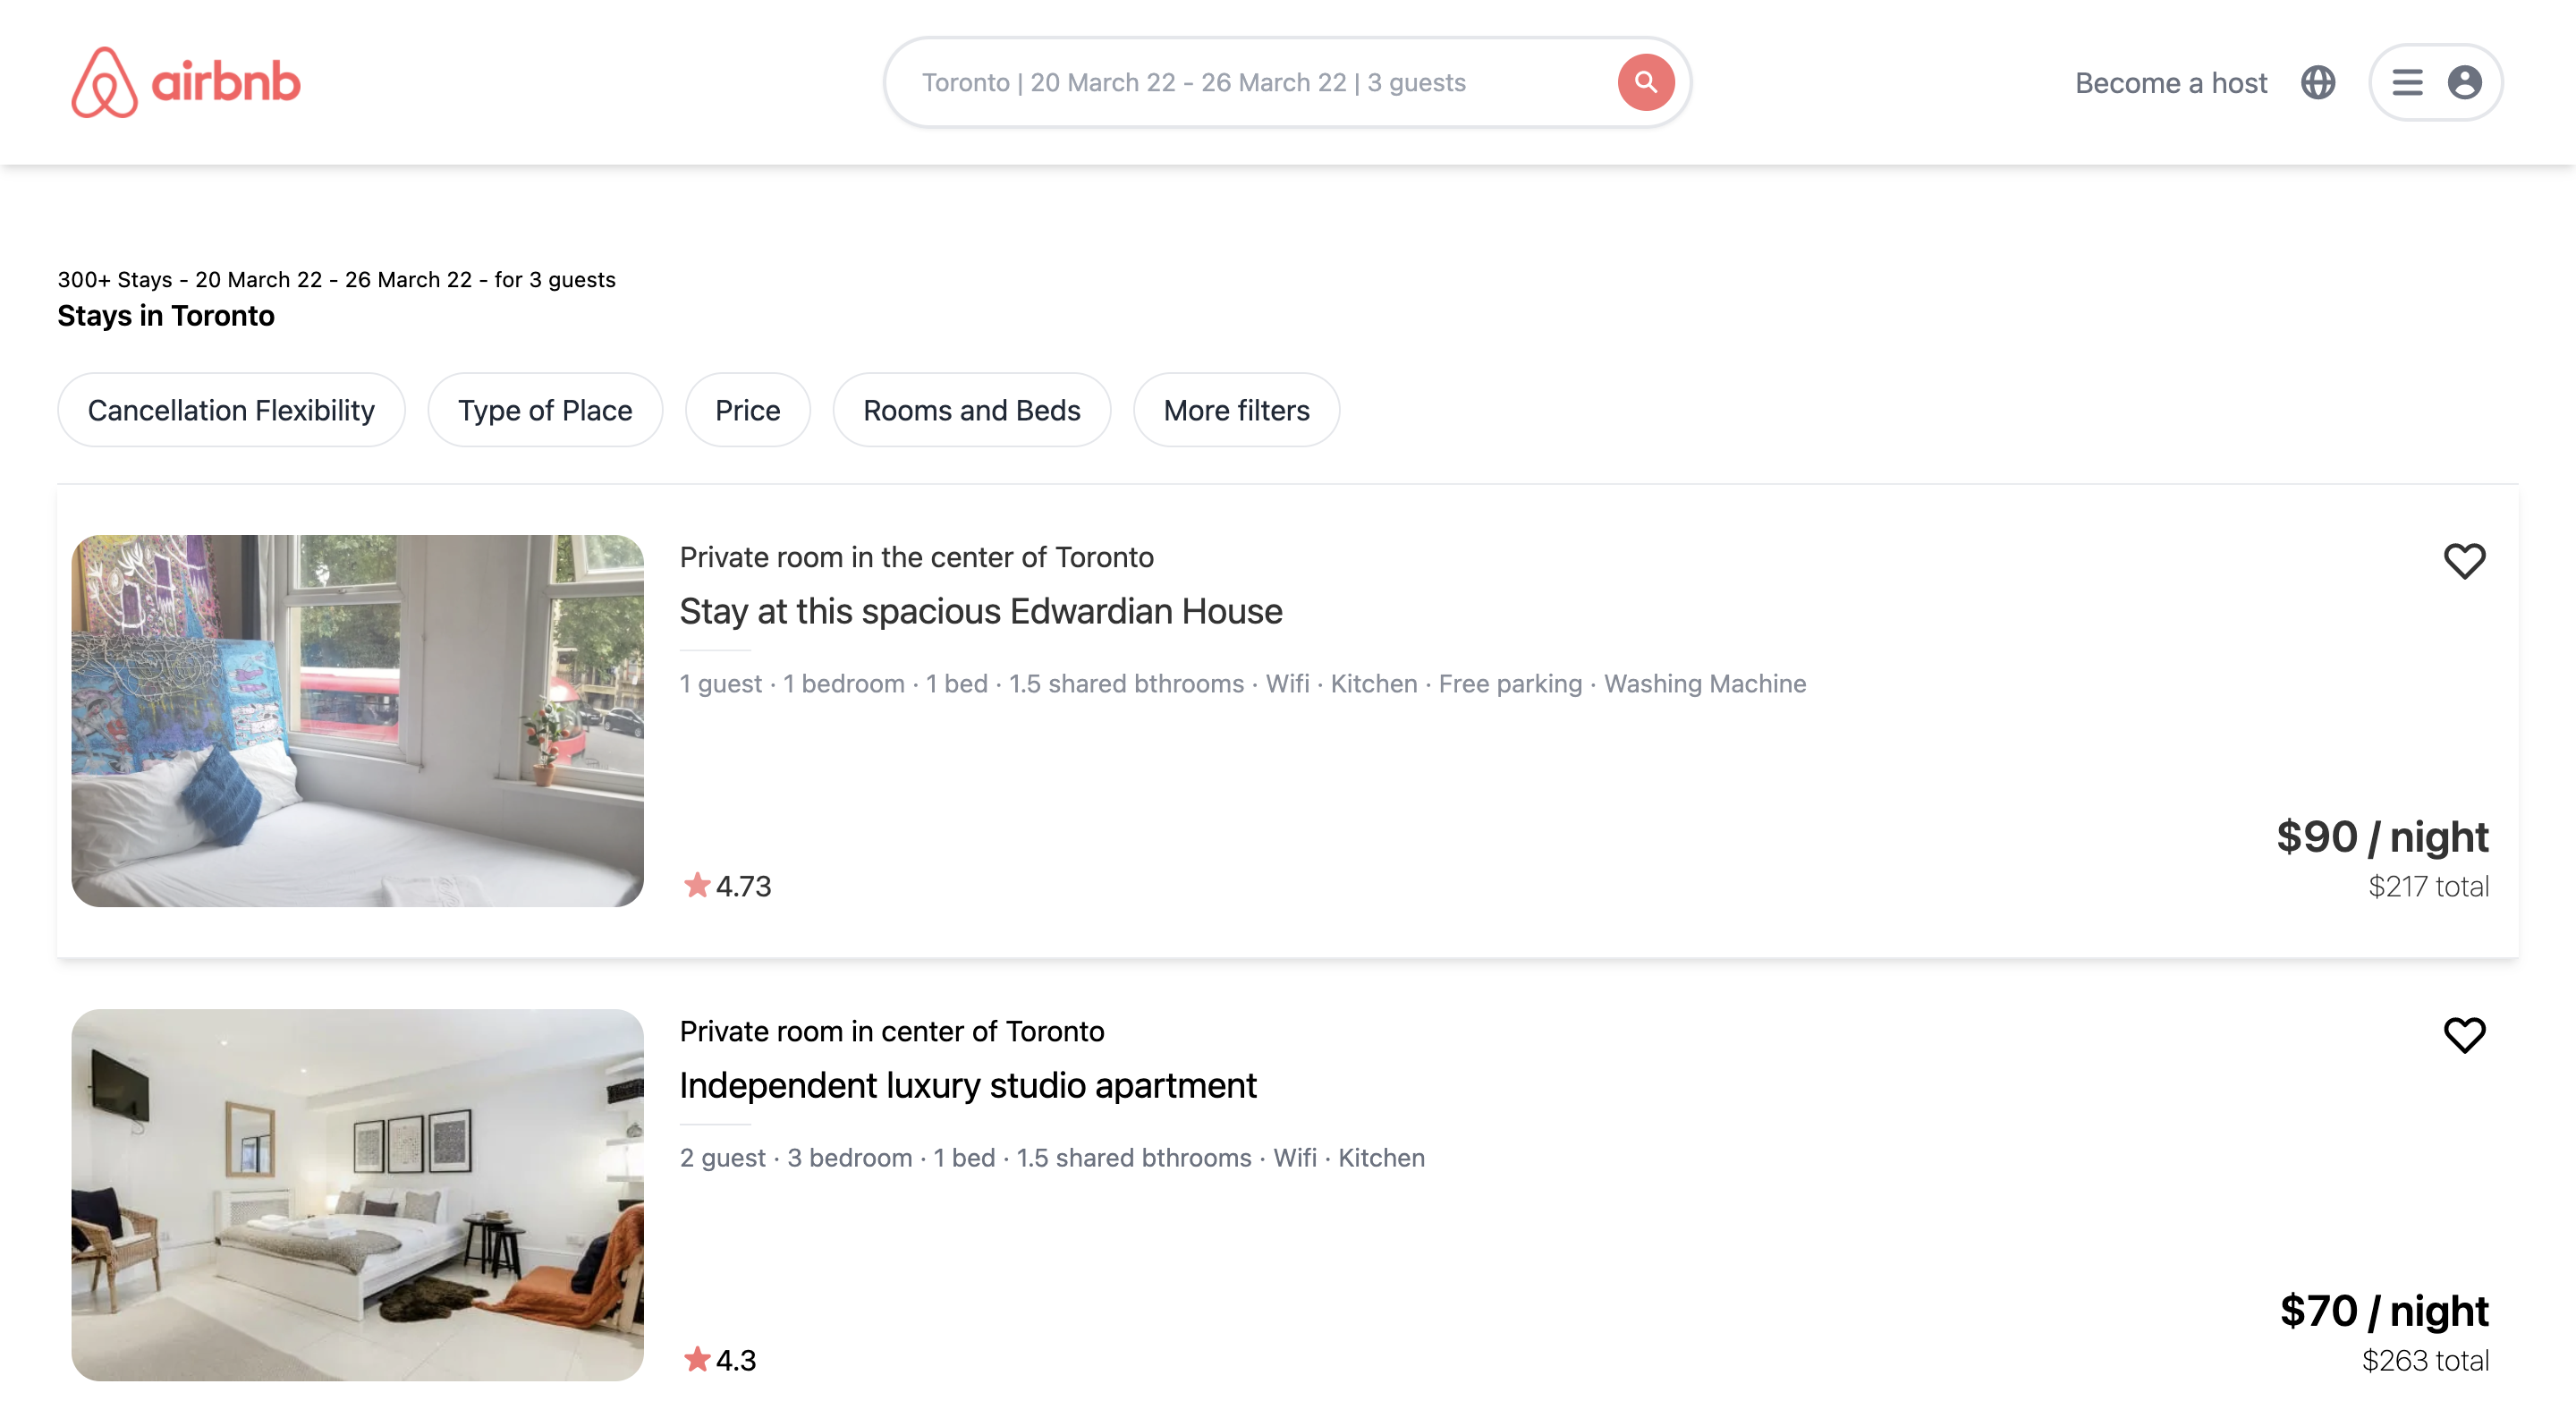 airbnb
Toronto | 20 March 22 - 26 March 22 | 3 guests
Become a host
300+ Stays - 20 March 22 - 26 March 22 - for 3 guests
Stays in Toronto
Cancellation Flexibility
Type of Place
Price
Rooms and Beds
More filters
Private room in the center of Toronto
Stay at this spacious Edwardian House
1 guest · 1 bedroom · 1 bed · 1.5 shared bthrooms · Wifi · Kitchen · Free parking · Washing Machine
$90 / night
4.73
$217 total
Private room in center of Toronto
Independent luxury studio apartment
2 guest · 3 bedroom · 1 bed · 1.5 shared bthrooms · Wifi · Kitchen
$70 / night
4.3
$263 total